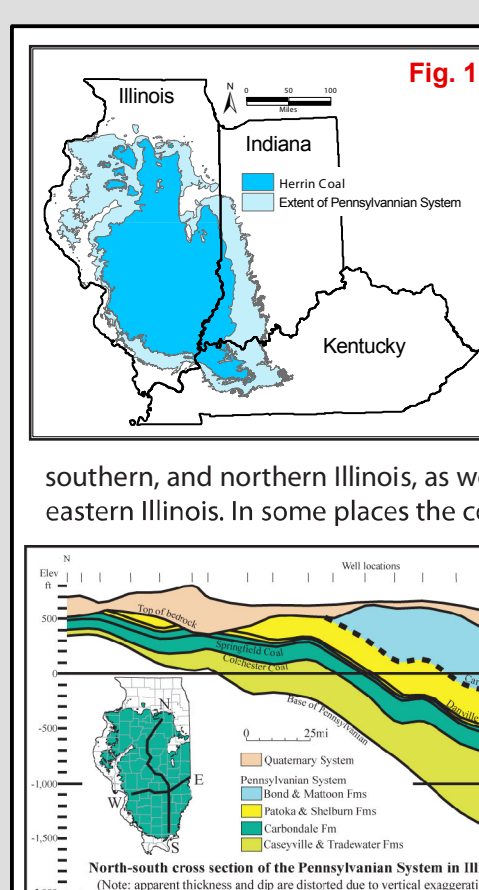 Fig. 1
Illinois
N
0 50 100
Miles
Indiana
Herrin Coal
Extent of Pennsylvannian System
Kentucky
southern, and northern Illinois, as we
eastern Illinois. In some places the co
N
Well locations
Elev
ft
Top of bedrock
500
Springfield Coal
Colchester Coal
0
Car
Danville
Base of Pennsylvanian
N
0 25mi
-500
Quaternary System
E
Pennsylvanian System
-1,000
W
Bond & Mattoon Fms
Patoka & Shelburn Fms
Carbondale Fm
-1,500
S
Caseyville & Tradewater Fms
North-south cross section of the Pennsylvanian System in Ill
(Note: apparent thickness and dip are distorted due to vertical exaggerati